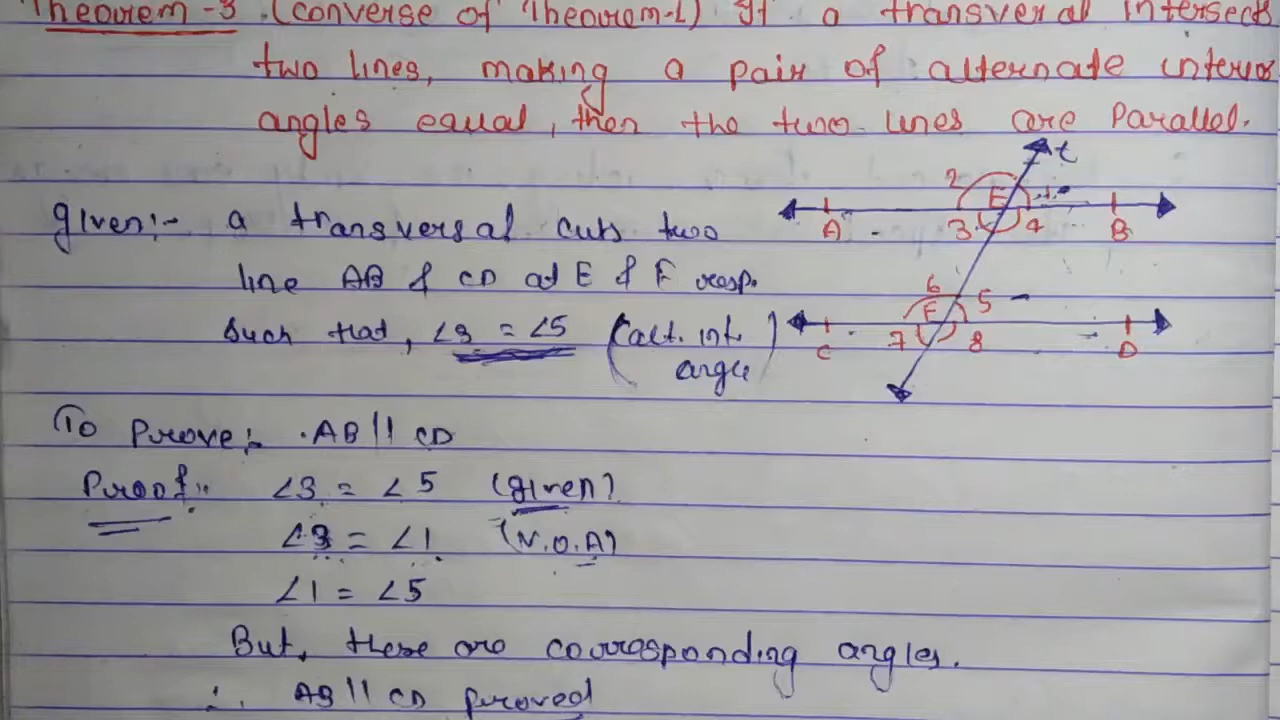 Theorem-3 (converse of Theorem-1) If a transversal intersects
two lines, making a pair of alternate interior
angles equal, then the two lines are Parallel.
given:- a transversal cuts two
line AB & CD at E & F resp.
Such that, ∠3 = ∠5 (alt. int.
angle)
t
2 E 1
A 3 4 B
6 5
F
C 7 8 D
To Prove:- AB || CD
Proof:- ∠3 = ∠5 (given)
∠3 = ∠1 (V.O.A)
∠1 = ∠5
But, these are corresponding angles.
∴ AB || CD proved